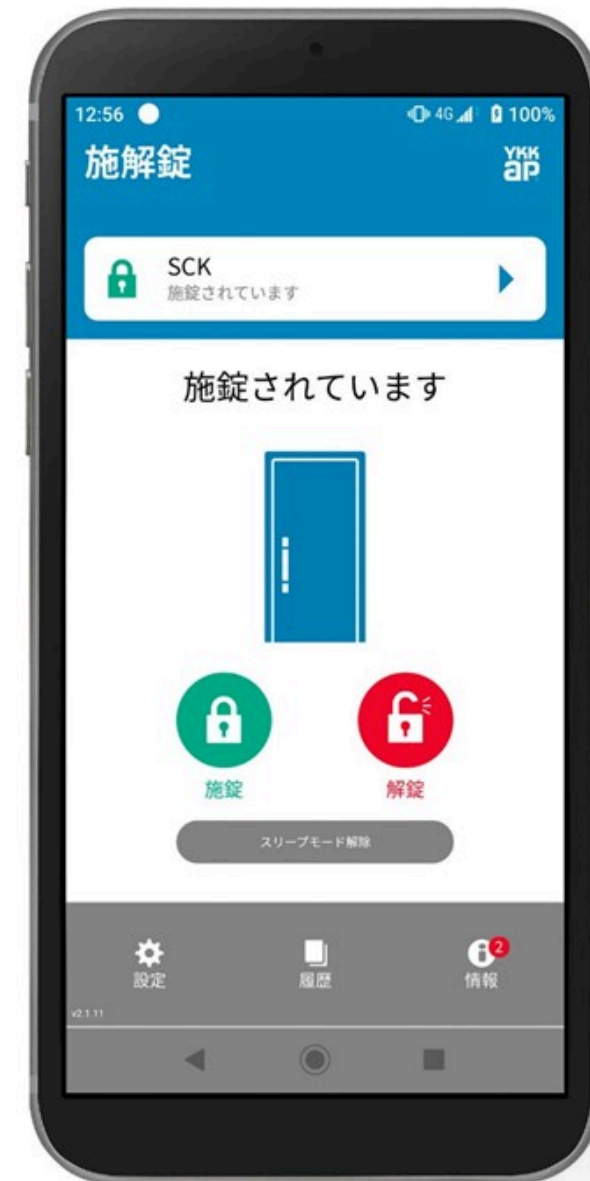 12:56
4G
100%
施解錠
YKK
ap
SCK
施錠されています
施錠されています
施錠
解錠
スリープモード解除
設定
履歴
情報
2
v2.1.11